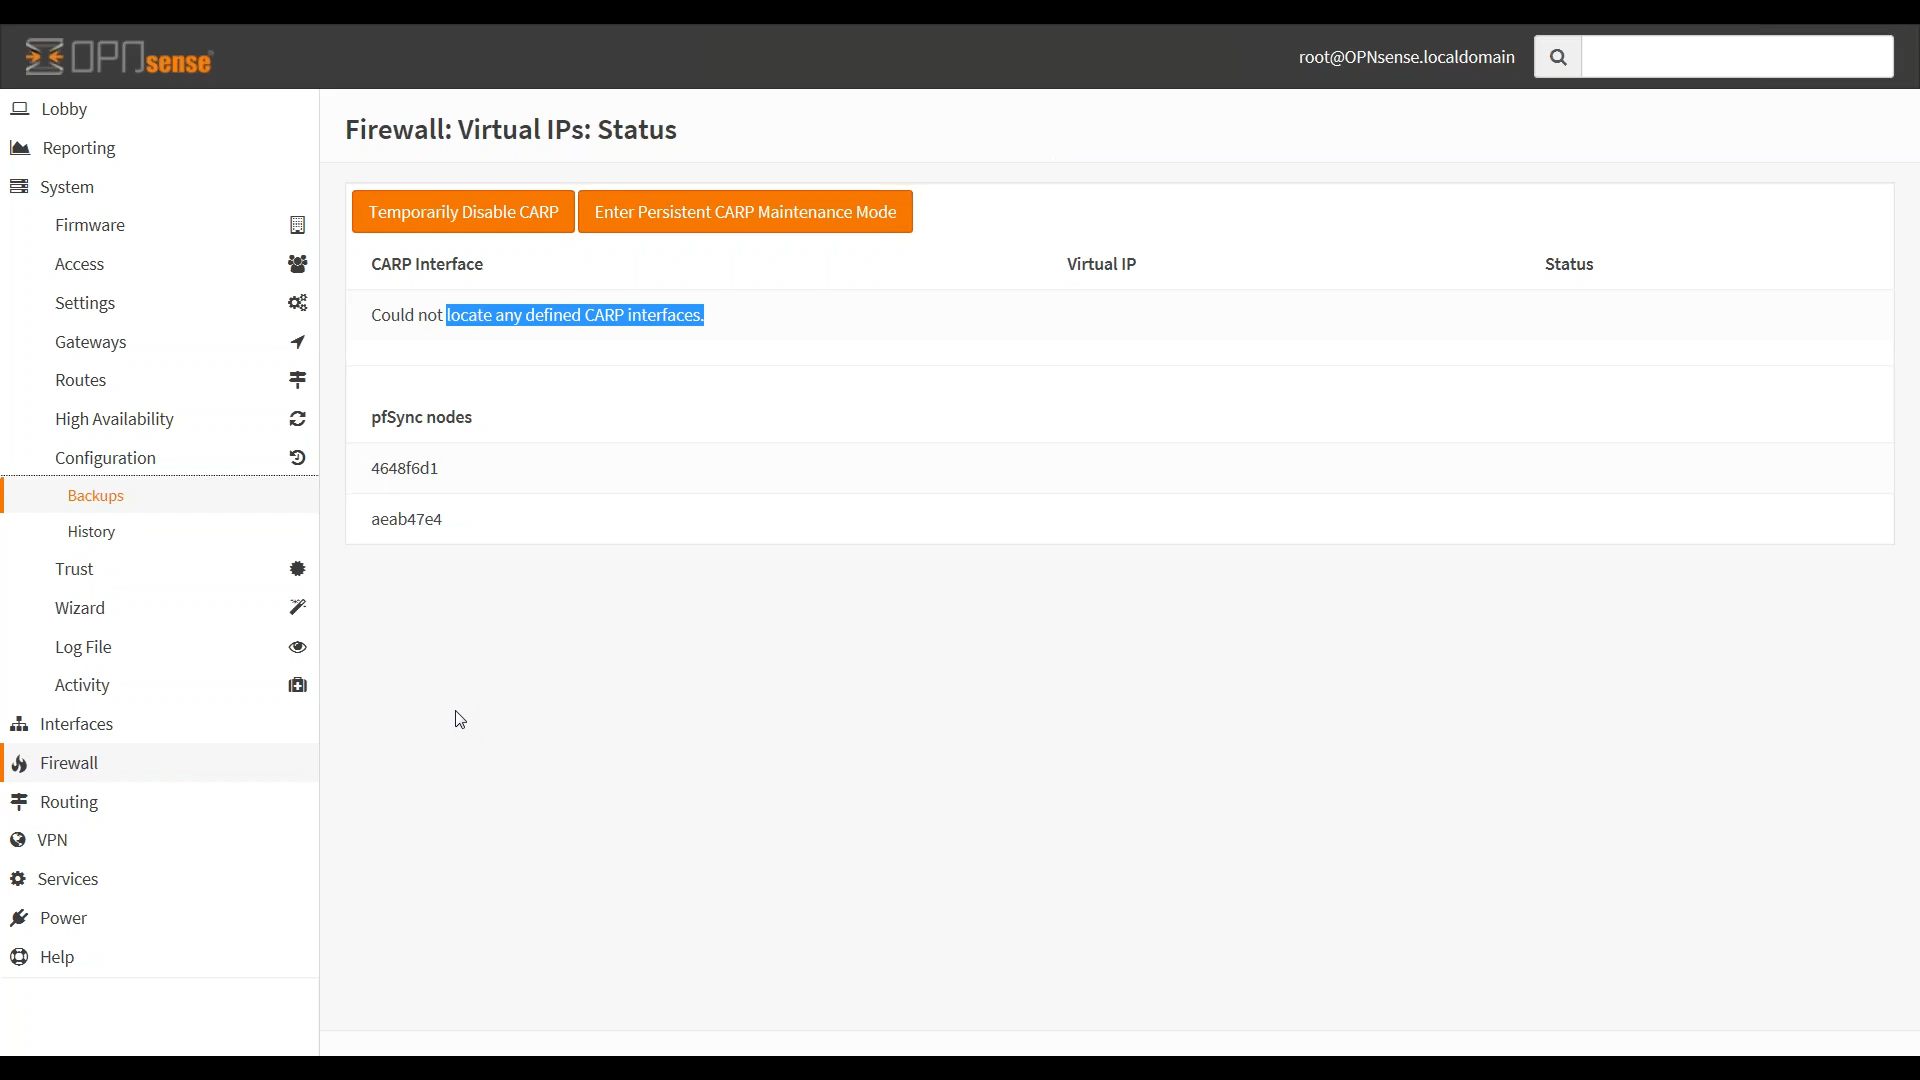 OPNsense
root@OPNsense.localdomain
Lobby
Reporting
System
Firmware
Access
Settings
Gateways
Routes
High Availability
Configuration
Backups
History
Trust
Wizard
Log File
Activity
Interfaces
Firewall
Routing
VPN
Services
Power
Help
Firewall: Virtual IPs: Status
Temporarily Disable CARP Enter Persistent CARP Maintenance Mode
CARP Interface Virtual IP Status
Could not locate any defined CARP interfaces.
pfSync nodes
4648f6d1
aeab47e4